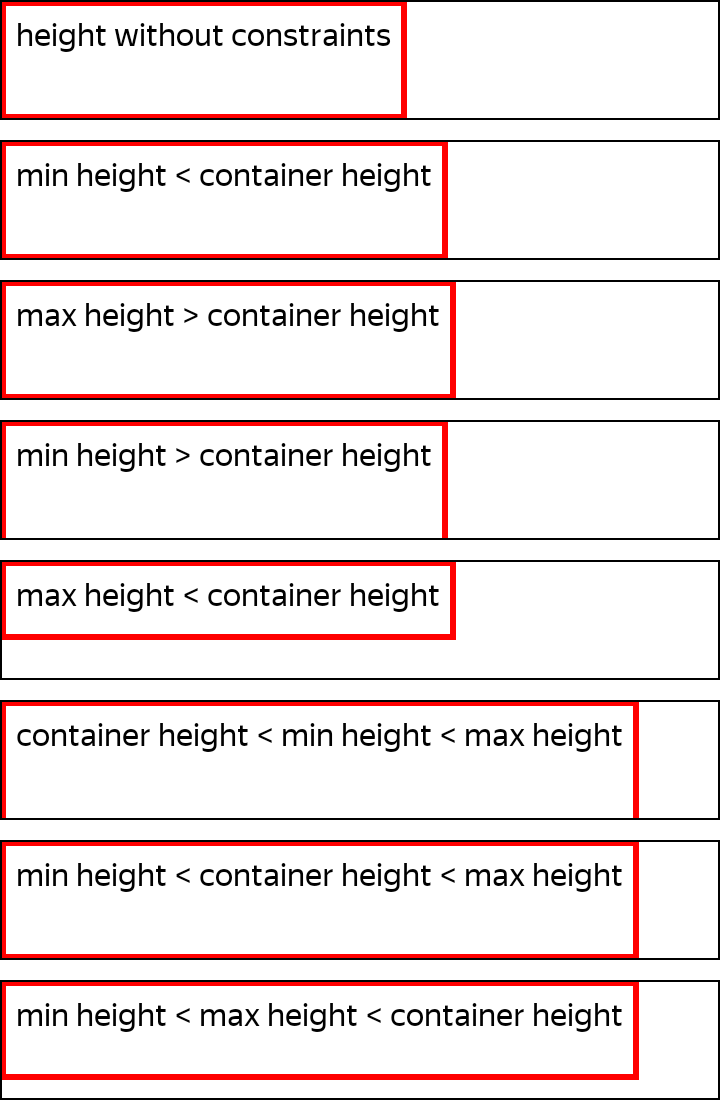 height without constraints
min height < container height
max height > container height
min height > container height
max height < container height
container height < min height < max height
min height < container height < max height
min height < max height < container height